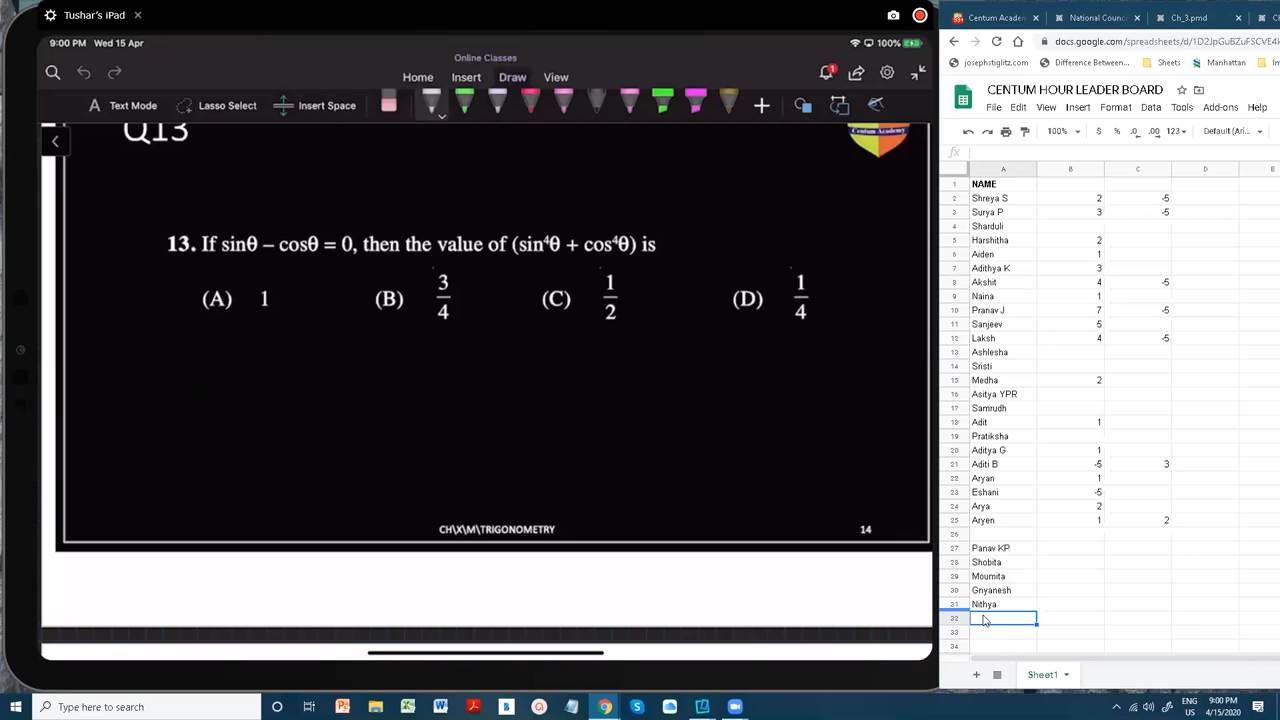 Tushar's iPad
9:00 PM Wed 15 Apr
100%
Online Classes
Home Insert Draw View
Text Mode Lasso Select Insert Space
Q13
Centum Academy
13. If sinθ – cosθ = 0, then the value of (sin⁴θ + cos⁴θ) is
(A) 1 (B) 3/4 (C) 1/2 (D) 1/4
CH\X\M\TRIGONOMETRY 14
Centum Acade National Counc Ch_3.pmd
docs.google.com/spreadsheets/d/1D2JpGuBZuFSCVE4
josephstiglitz.com Difference Between... Sheets Manhattan
CENTUM HOUR LEADER BOARD
File Edit View Insert Format Data Tools Add-ons Help
100% $ % .0 .00 123 Default (Ari...
fx
A B C D E
1 NAME
2 Shreya S 2 -5
3 Surya P 3 -5
4 Sharduli
5 Harshitha 2
6 Aiden 1
7 Adithya K 3
8 Akshit 4 -5
9 Naina 1
10 Pranav J 7 -5
11 Sanjeev 5
12 Laksh 4 -5
13 Ashlesha
14 Sristi
15 Medha 2
16 Asitya YPR
17 Samrudh
18 Adit 1
19 Pratiksha
20 Aditya G 1
21 Aditi B -5 3
22 Aryan 1
23 Eshani -5
24 Arya 2
25 Aryen 1 2
26
27 Panav KP
28 Shobita
29 Moumita
30 Gnyanesh
31 Nithya
32
33
34
Sheet1
Type here to search
ENG
US
9:00 PM
4/15/2020